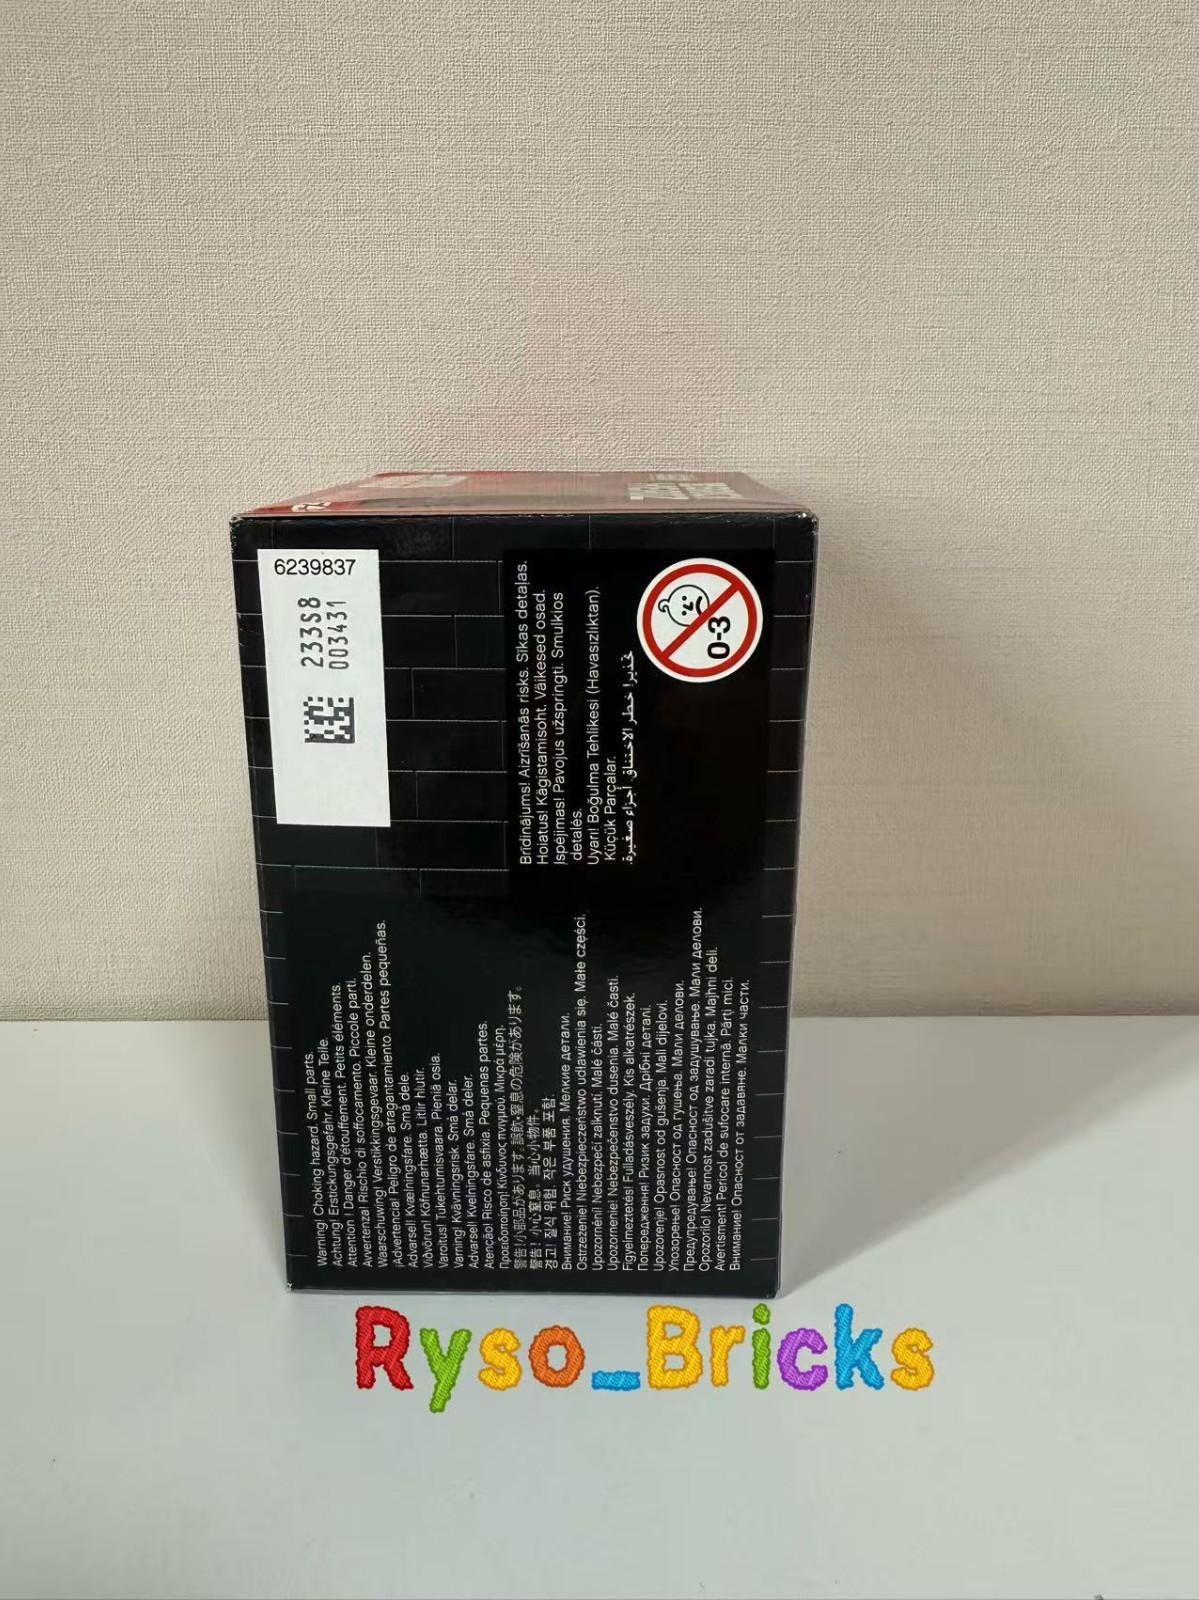 6239837
233S8
003431
Warning! Choking hazard. Small parts.
Achtung! Erstickungsgefahr. Kleine Teile.
Attention ! Danger d'étouffement. Petits éléments.
Avvertenza! Rischio di soffocamento. Piccole parti.
Waarschuwing! Verstikkingsgevaar. Kleine onderdelen.
¡Advertencia! Peligro de atragantamiento. Partes pequeñas.
Advarsel! Kvælningsfare. Små dele.
Viðvörun! Köfnunarhætta. Litlir hlutir.
Varoitus! Tukehtumisvaara. Pieniä osia.
Varning! Kvävningsrisk. Små delar.
Advarsel! Kvelningsfare. Små deler.
Atenção! Risco de asfixia. Pequenas partes.
Προειδοποίηση! Κίνδυνος πνιγμού. Μικρά μέρη.
警告!小部品があります。誤飲・窒息の危険があります。
警告! 小心窒息。当心小物件。
경고! 질식 위험. 작은 부품 포함.
Внимание! Риск удушения. Мелкие детали.
Ostrzeżenie! Niebezpieczeństwo udławienia się. Małe części.
Upozornění! Nebezpečí zalknutí. Malé části.
Upozornenie! Nebezpečenstvo dusenia. Malé časti.
Figyelmeztetés! Fulladásveszély. Kis alkatrészek.
Попередження! Ризик задухи. Дрібні деталі.
Upozorenje! Opasnost od gušenja. Mali dijelovi.
Упозорење! Опасност од гушења. Мали делови.
Предупредување! Опасност од задушување. Мали делови.
Opozorilo! Nevarnost zadušitve zaradi tujka. Majhni deli.
Avertisment! Pericol de sufocare internă. Părți mici.
Внимание! Опасност от задавяне. Малки части.
Brīdinājums! Aizrīšanās risks. Sīkas detaļas.
Hoiatus! Kägistamisoht. Väikesed osad.
Įspėjimas! Pavojus užspringti. Smulkios
detalės.
Uyarı! Boğulma Tehlikesi (Havasızlıktan).
Küçük Parçalar.
تحذير! خطر الاختناق. أجزاء صغيرة.
0-3
Ryso_Bricks